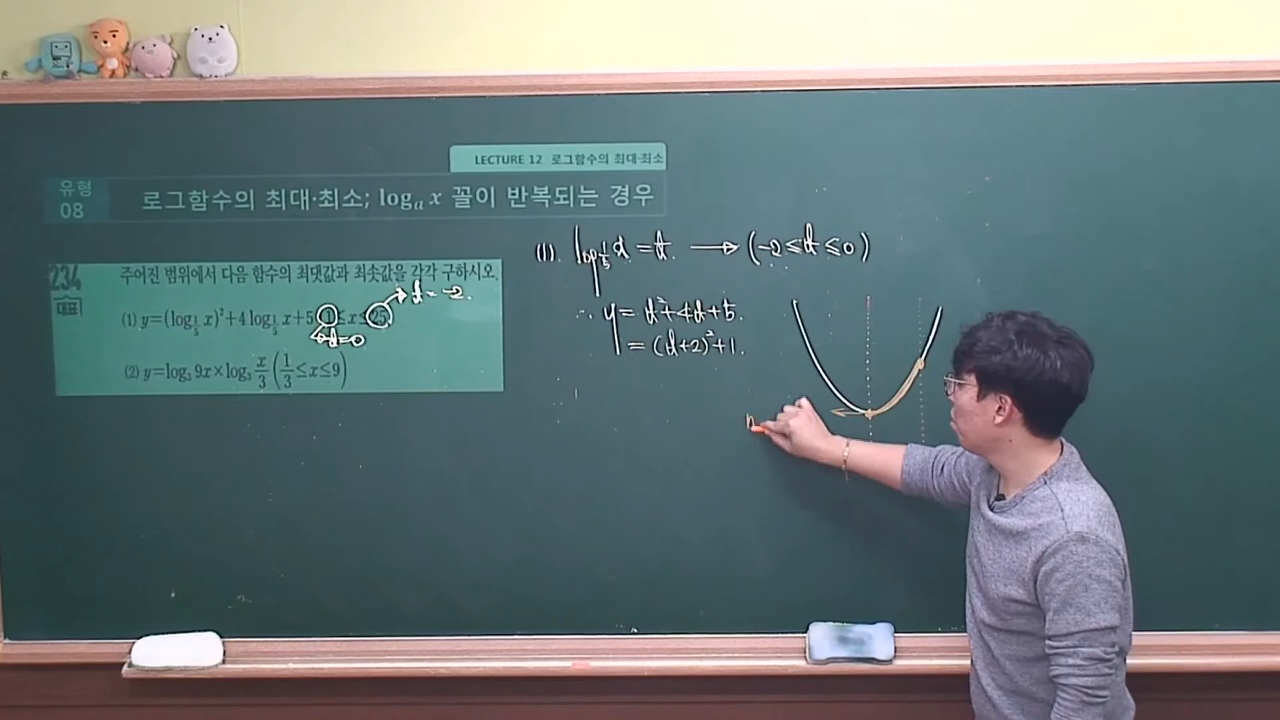 LECTURE 12 로그함수의 최대·최소
유형 08
로그함수의 최대·최소; logₐ x 꼴이 반복되는 경우
234
대표
주어진 범위에서 다음 함수의 최댓값과 최솟값을 각각 구하시오.
t=-2.
(1) y=(log_{1/5} x)²+4 log_{1/5} x+5 (1≤x≤25)
t=0
(2) y=log₃ 9x×log₃ x/3 (1/3≤x≤9)
(1). log_{1/5} x = t. → (-2≤t≤0)
∴ y= t²+4t+5.
= (t+2)²+1.